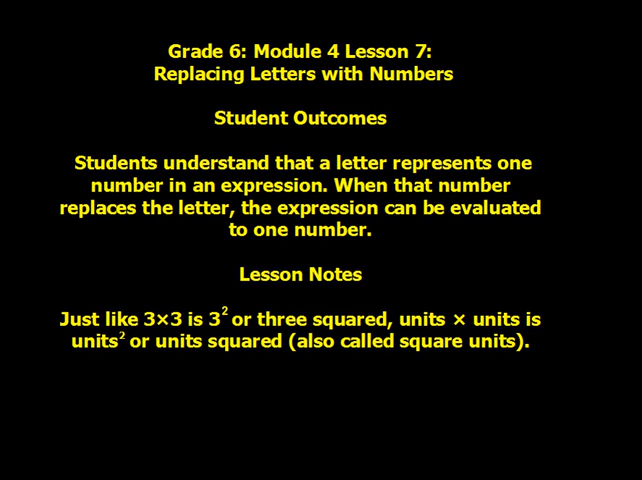 Grade 6: Module 4 Lesson 7:
Replacing Letters with Numbers
Student Outcomes
Students understand that a letter represents one
number in an expression. When that number
replaces the letter, the expression can be evaluated
to one number.
Lesson Notes
Just like 3×3 is 3² or three squared, units × units is
units² or units squared (also called square units).